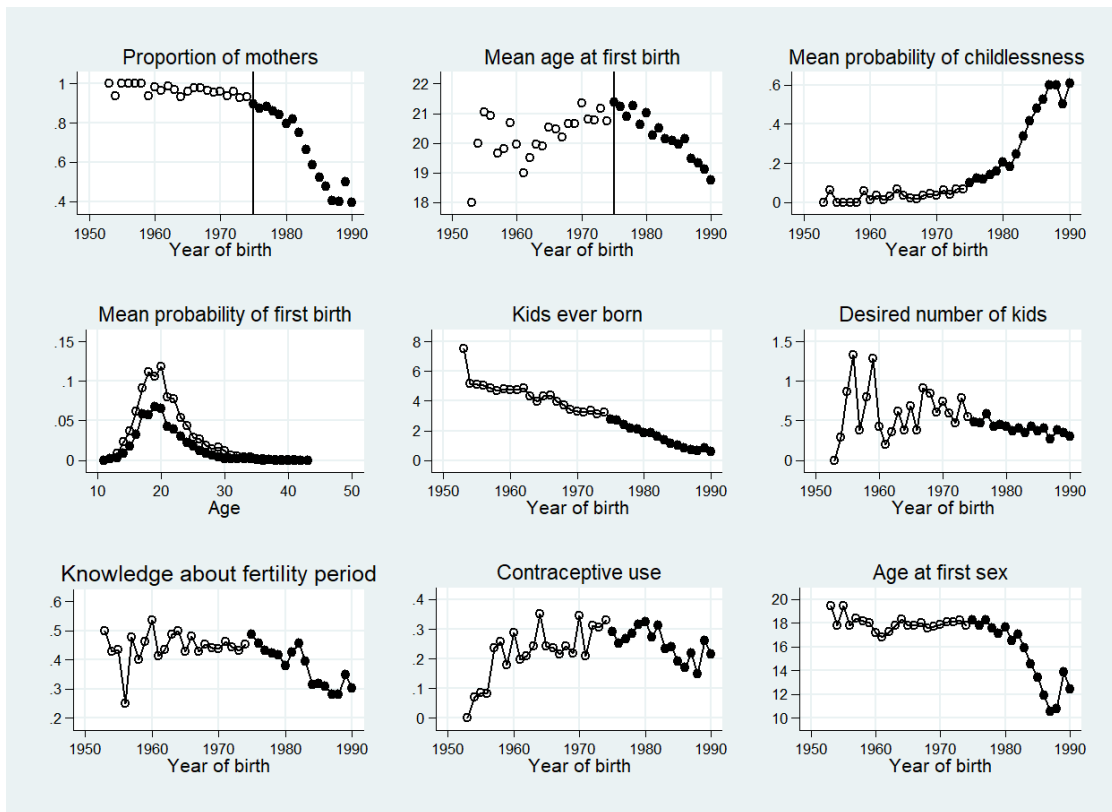 Proportion of mothers
1
.8
.6
.4
1950 1960 1970 1980 1990
Year of birth
Mean age at first birth
22
21
20
19
18
1950 1960 1970 1980 1990
Year of birth
Mean probability of childlessness
.6
.4
.2
0
1950 1960 1970 1980 1990
Year of birth
Mean probability of first birth
.15
.1
.05
0
10 20 30 40 50
Age
Kids ever born
8
6
4
2
0
1950 1960 1970 1980 1990
Year of birth
Desired number of kids
1.5
1
.5
0
1950 1960 1970 1980 1990
Year of birth
Knowledge about fertility period
.6
.5
.4
.3
.2
1950 1960 1970 1980 1990
Year of birth
Contraceptive use
.4
.3
.2
.1
0
1950 1960 1970 1980 1990
Year of birth
Age at first sex
20
18
16
14
12
10
1950 1960 1970 1980 1990
Year of birth